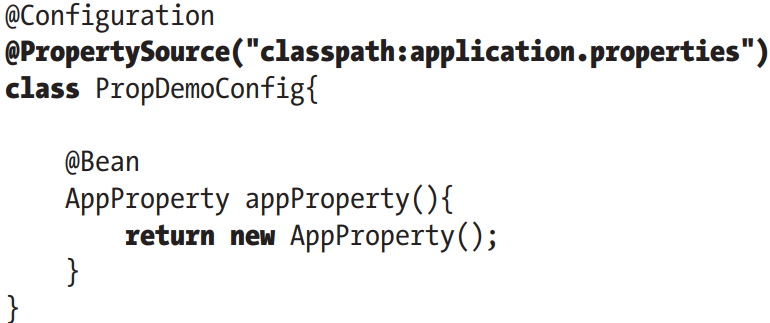 @Configuration
@PropertySource("classpath:application.properties")
class PropDemoConfig{
@Bean
AppProperty appProperty(){
return new AppProperty();
}
}